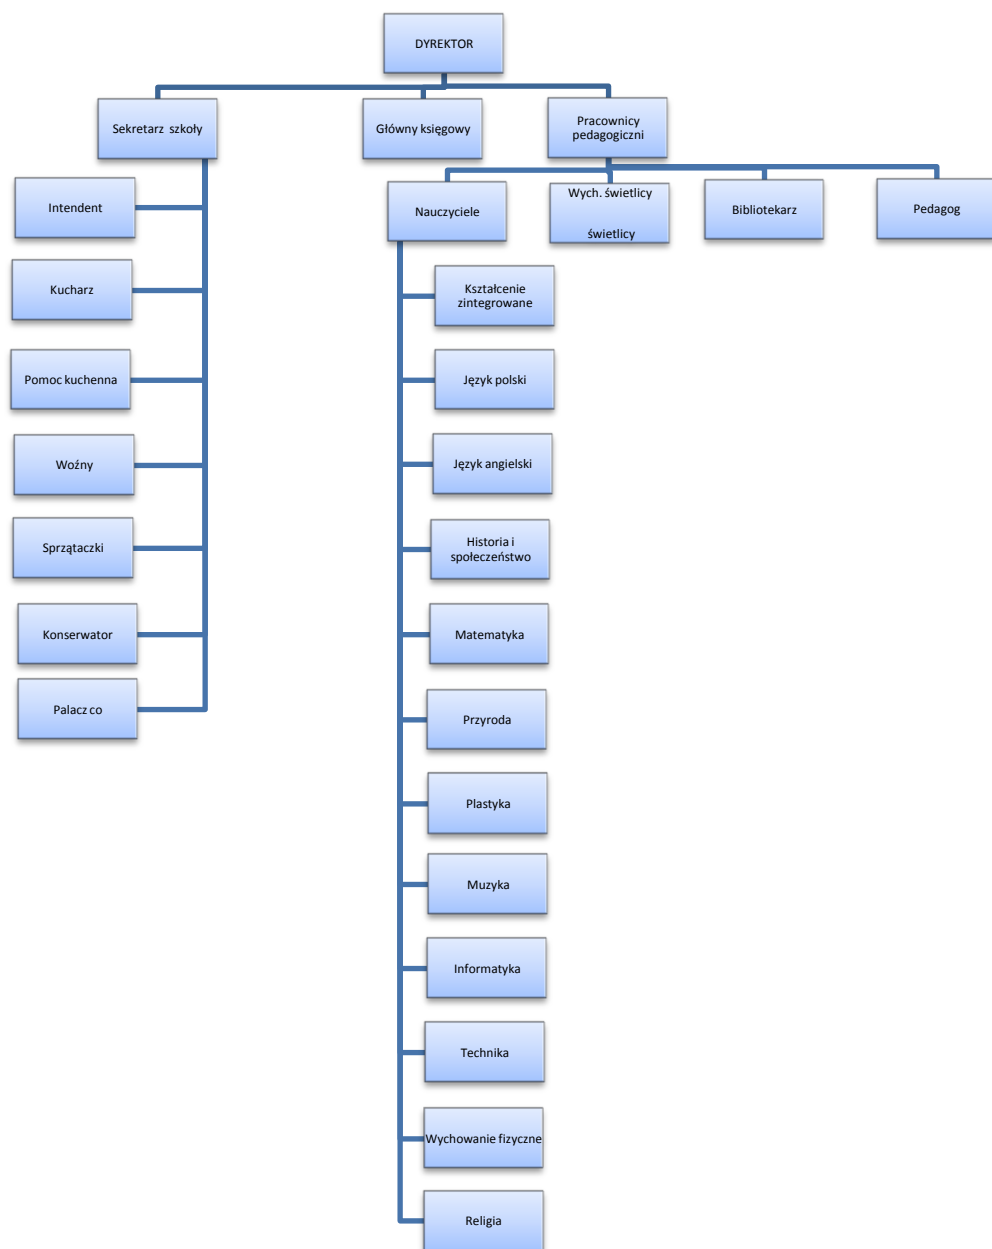 DYREKTOR
Sekretarz szkoły
Główny księgowy
Pracownicy
pedagogiczni
Intendent
Kucharz
Pomoc kuchenna
Woźny
Sprzątaczki
Konserwator
Palacz co
Nauczyciele
Wych. świetlicy
świetlicy
Bibliotekarz
Pedagog
Kształcenie
zintegrowane
Język polski
Język angielski
Historia i
społeczeństwo
Matematyka
Przyroda
Plastyka
Muzyka
Informatyka
Technika
Wychowanie fizyczne
Religia